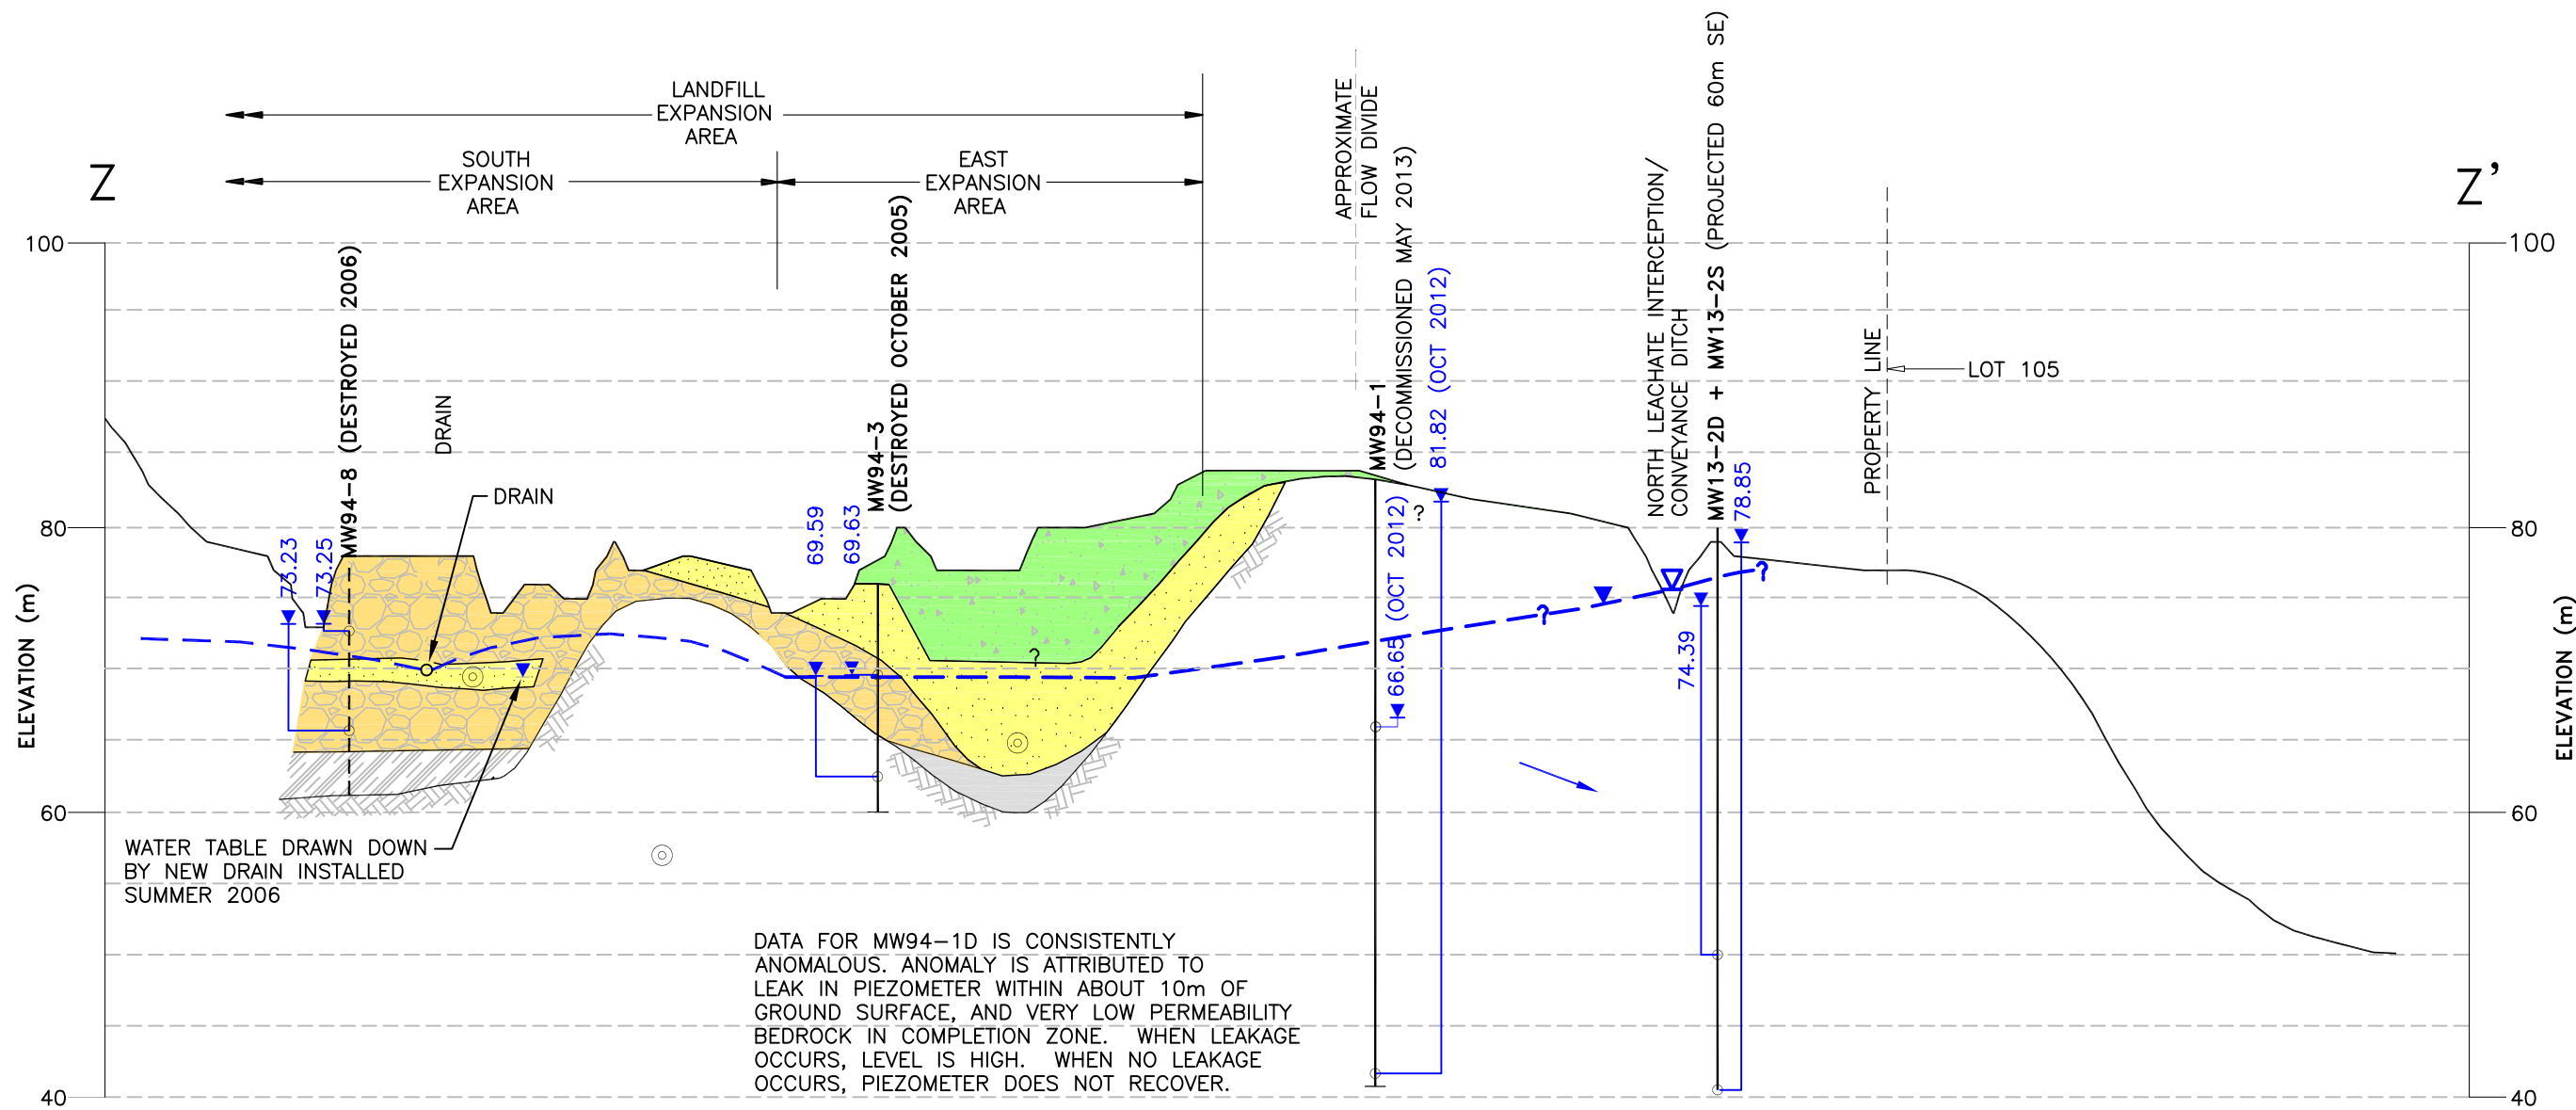 LANDFILL
EXPANSION
AREA
SOUTH
EXPANSION
AREA
EAST
EXPANSION
AREA
Z
Z'
APPROXIMATE
FLOW DIVIDE
100
80
60
40
ELEVATION (m)
100
80
60
40
ELEVATION (m)
73.23
73.25
MW94-8 (DESTROYED 2006)
DRAIN
DRAIN
69.59
69.63
MW94-3
(DESTROYED OCTOBER 2005)
?
MW94-1
(DECOMMISSIONED MAY 2013)
66.65 (OCT 2012)
81.82 (OCT 2012)
?
NORTH LEACHATE INTERCEPTION/
CONVEYANCE DITCH
MW13-2D + MW13-2S (PROJECTED 60m SE)
74.39
78.85
?
?
PROPERTY LINE
LOT 105
WATER TABLE DRAWN DOWN
BY NEW DRAIN INSTALLED
SUMMER 2006
DATA FOR MW94-1D IS CONSISTENTLY
ANOMALOUS. ANOMALY IS ATTRIBUTED TO
LEAK IN PIEZOMETER WITHIN ABOUT 10m OF
GROUND SURFACE, AND VERY LOW PERMEABILITY
BEDROCK IN COMPLETION ZONE. WHEN LEAKAGE
OCCURS, LEVEL IS HIGH. WHEN NO LEAKAGE
OCCURS, PIEZOMETER DOES NOT RECOVER.